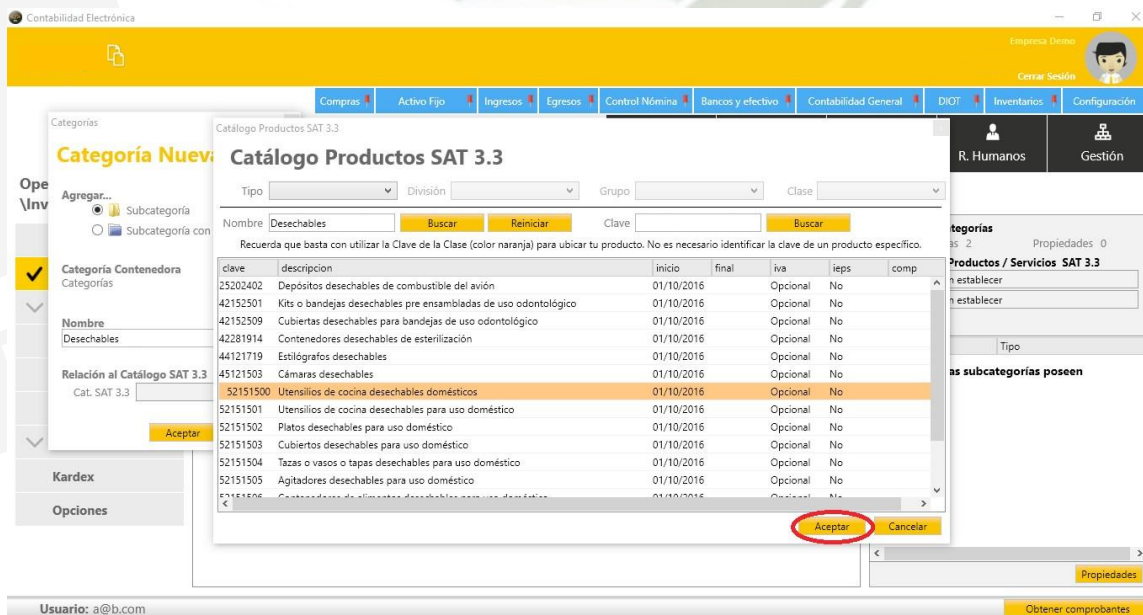 Contabilidad Electrónica
Empresa Demo
Cerrar Sesión
Compras Activo Fijo Ingresos Egresos Control Nómina Bancos y efectivo Contabilidad General DIOT Inventarios Configuración
R. Humanos Gestión
Categorías
Categoría Nuev
Ope
\Inv
Agregar...
Subcategoría
Subcategoría con
Categoría Contenedora
Categorías
Nombre
Desechables
Relación al Catálogo SAT 3.3
Cat. SAT 3.3
Aceptar
Kardex
Opciones
Catálogo Productos SAT 3.3
Catálogo Productos SAT 3.3
Tipo División Grupo Clase
Nombre Desechables Buscar Reiniciar Clave Buscar
Recuerda que basta con utilizar la Clave de la Clase (color naranja) para ubicar tu producto. No es necesario identificar la clave de un producto específico.
clave descripcion inicio final iva ieps comp
25202402 Depósitos desechables de combustible del avión 01/10/2016 Opcional No
42152501 Kits o bandejas desechables pre ensambladas de uso odontológico 01/10/2016 Opcional No
42152509 Cubiertas desechables para bandejas de uso odontológico 01/10/2016 Opcional No
42281914 Contenedores desechables de esterilización 01/10/2016 Opcional No
44121719 Estilógrafos desechables 01/10/2016 Opcional No
45121503 Cámaras desechables 01/10/2016 Opcional No
52151500 Utensilios de cocina desechables domésticos 01/10/2016 Opcional No
52151501 Utensilios de cocina desechables para uso doméstico 01/10/2016 Opcional No
52151502 Platos desechables para uso doméstico 01/10/2016 Opcional No
52151503 Cubiertos desechables para uso doméstico 01/10/2016 Opcional No
52151504 Tazas o vasos o tapas desechables para uso doméstico 01/10/2016 Opcional No
52151505 Agitadores desechables para uso doméstico 01/10/2016 Opcional No
Aceptar Cancelar
tegorías
as 2 Propiedades 0
Productos / Servicios SAT 3.3
n establecer
n establecer
Tipo
as subcategorías poseen
Propiedades
Usuario: a@b.com
Obtener comprobantes